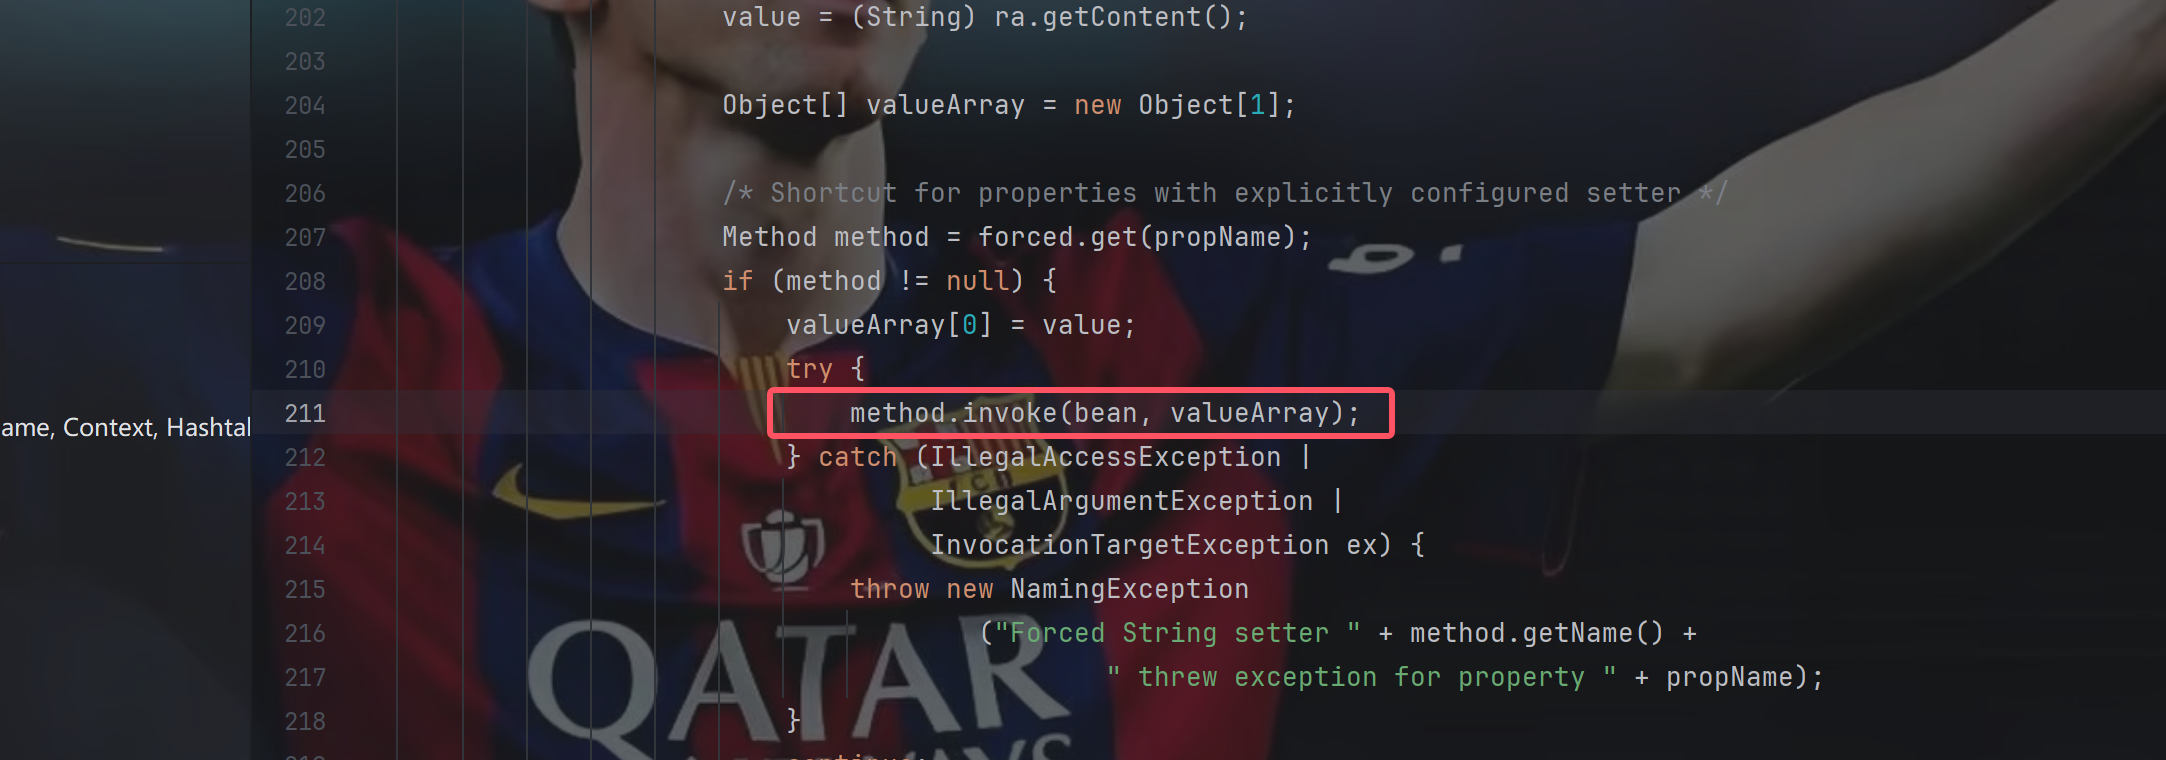 202 value = (String) ra.getContent();
203
204 Object[] valueArray = new Object[1];
205
206 /* Shortcut for properties with explicitly configured setter */
207 Method method = forced.get(propName);
208 if (method != null) {
209 valueArray[0] = value;
210 try {
211 method.invoke(bean, valueArray);
ame, Context, Hashtal
212 } catch (IllegalAccessException |
213 IllegalArgumentException |
214 InvocationTargetException ex) {
215 throw new NamingException
216 ("Forced String setter " + method.getName() +
217 " threw exception for property " + propName);
218 }
QATAR